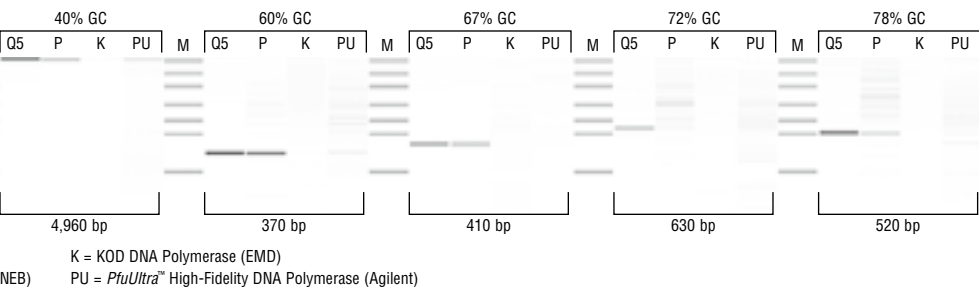 40% GC 60% GC 67% GC 72% GC 78% GC
Q5 P K PU M Q5 P K PU M Q5 P K PU M Q5 P K PU M Q5 P K PU
4,960 bp 370 bp 410 bp 630 bp 520 bp
K = KOD DNA Polymerase (EMD)
NEB) PU = PfuUltra™ High-Fidelity DNA Polymerase (Agilent)